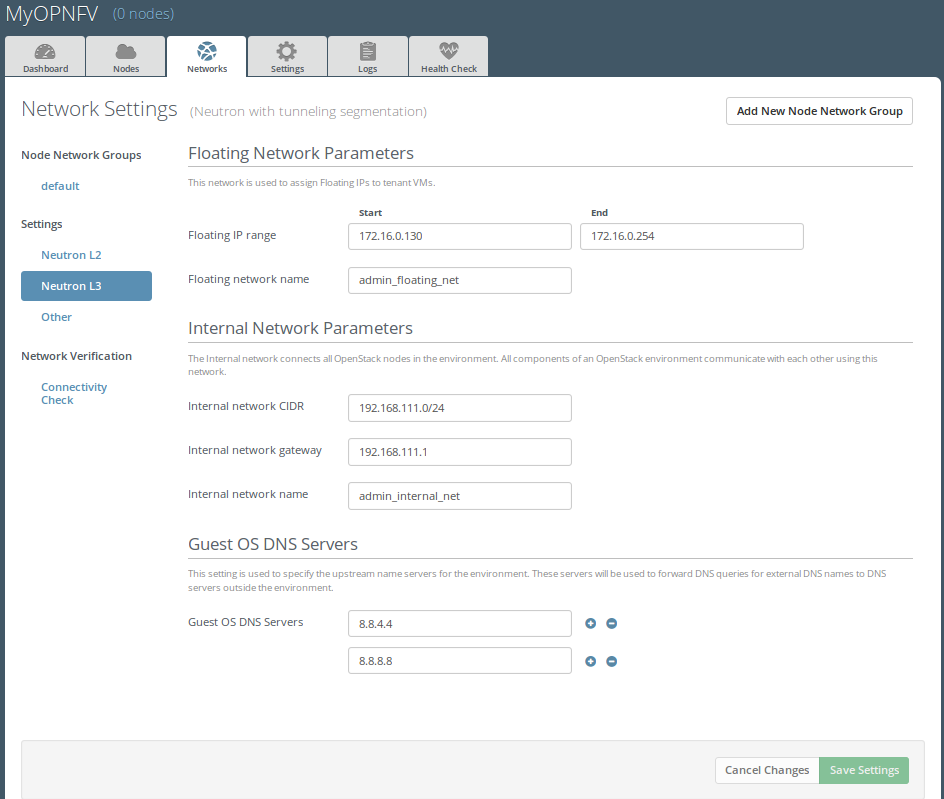 MyOPNFV (0 nodes)
Dashboard Nodes Networks Settings Logs Health Check
Network Settings (Neutron with tunneling segmentation)
Add New Node Network Group
Node Network Groups
default
Settings
Neutron L2
Neutron L3
Other
Network Verification
Connectivity
Check
Floating Network Parameters
This network is used to assign Floating IPs to tenant VMs.
Start End
Floating IP range 172.16.0.130 172.16.0.254
Floating network name admin_floating_net
Internal Network Parameters
The Internal network connects all OpenStack nodes in the environment. All components of an OpenStack environment communicate with each other using this
network.
Internal network CIDR 192.168.111.0/24
Internal network gateway 192.168.111.1
Internal network name admin_internal_net
Guest OS DNS Servers
This setting is used to specify the upstream name servers for the environment. These servers will be used to forward DNS queries for external DNS names to DNS
servers outside the environment.
Guest OS DNS Servers 8.8.4.4
8.8.8.8
Cancel Changes Save Settings